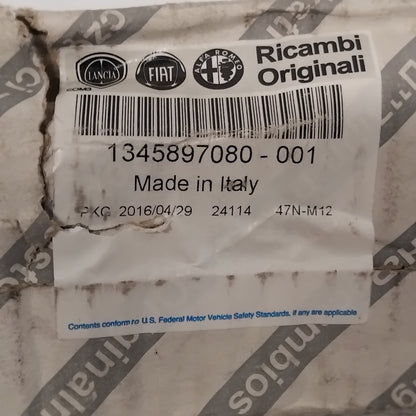 LANCIA
FIAT
ALFA ROMEO
Ricambi
Originali
1345897080 - 001
Made in Italy
PKG 2016/04/29 24114 47N-M12
Contents conform to U.S. Federal Motor Vehicle Safety Standards, if any are applicable